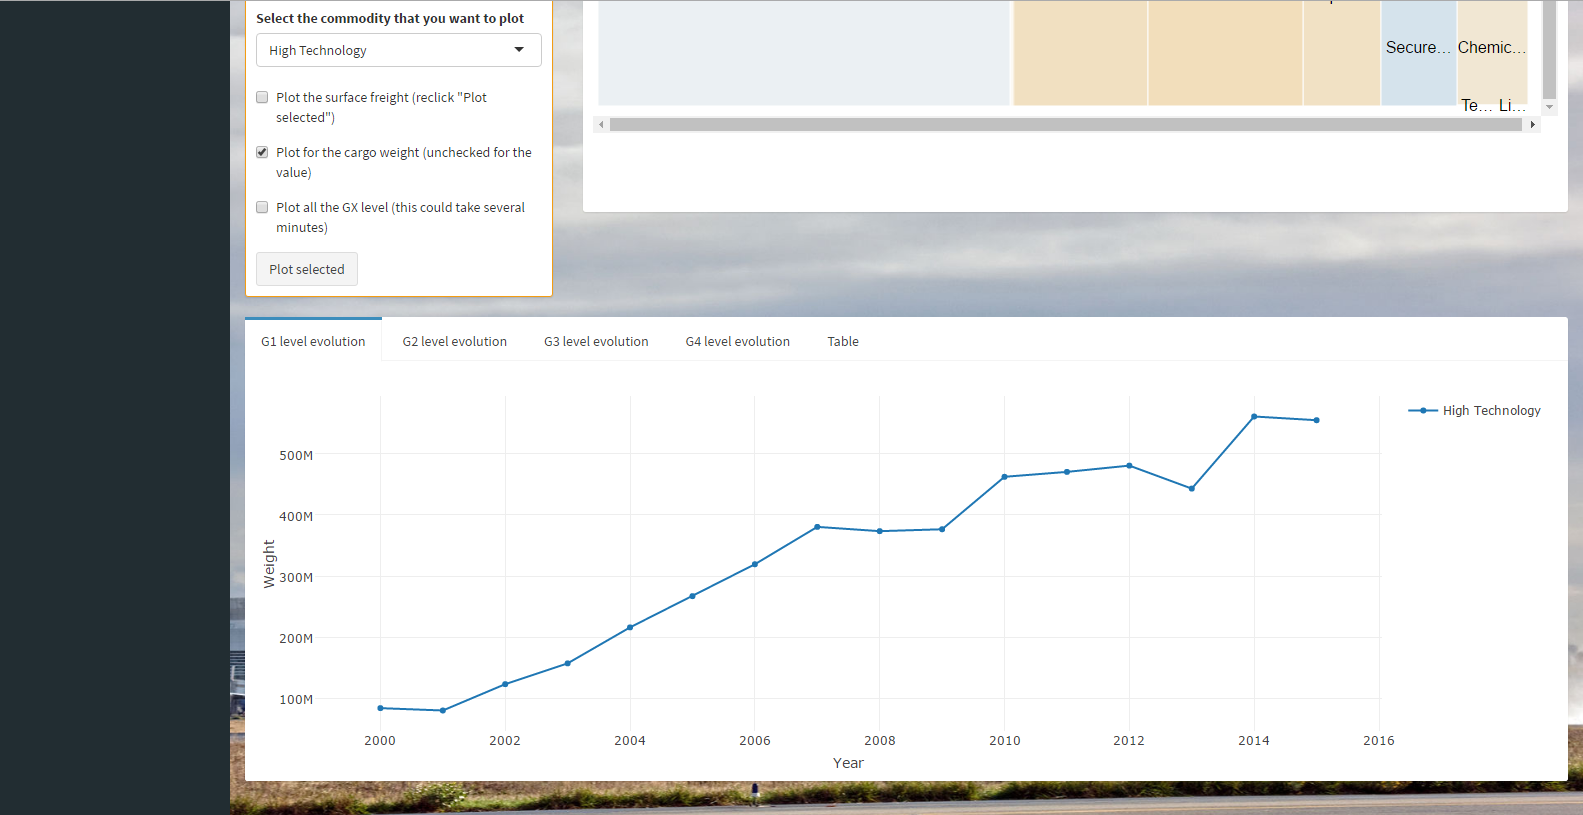 Select the commodity that you want to plot
High Technology
Plot the surface freight (reclick "Plot
selected")
Plot for the cargo weight (unchecked for the
value)
Plot all the GX level (this could take several
minutes)
Plot selected
Secure…
Chemic…
Te… Li…
G1 level evolution
G2 level evolution
G3 level evolution
G4 level evolution
Table
High Technology
500M
400M
300M
200M
100M
Weight
2000
2002
2004
2006
2008
2010
2012
2014
2016
Year